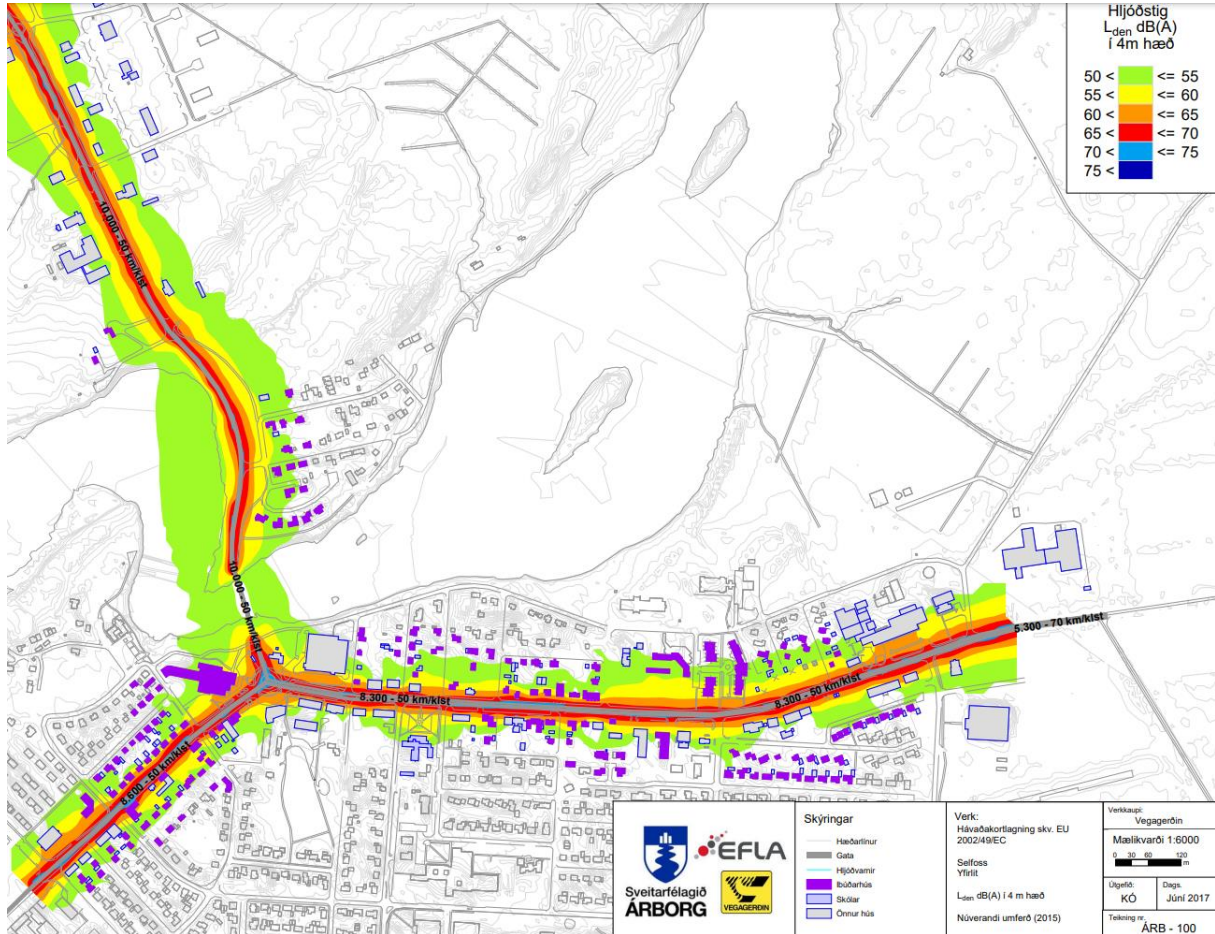 Hljóðstig
Lden dB(A)
í 4m hæð
50 < <= 55
55 < <= 60
60 < <= 65
65 < <= 70
70 < <= 75
75 <
10.000 - 50 km/klst
10.000 - 50 km/klst
8.300 - 50 km/klst
8.300 - 50 km/klst
5.300 - 70 km/klst
8.600 - 50 km/klst
Sveitarfélagið
ÁRBORG
EFLA
VEGAGERÐIN
Skýringar
Hæðarlínur
Gata
Hljóðvarnir
Íbúðarhús
Skólar
Önnur hús
Verk:
Hávaðakortlagning skv. EU
2002/49/EC
Selfoss
Yfirlit
Lden dB(A) í 4 m hæð
Núverandi umferð (2015)
Verkkaupi:
Vegagerðin
Mælikvarði 1:6000
0 30 60 120
m
Útgefið:
KÓ
Dags.
Júní 2017
Teikning nr.
ÁRB - 100